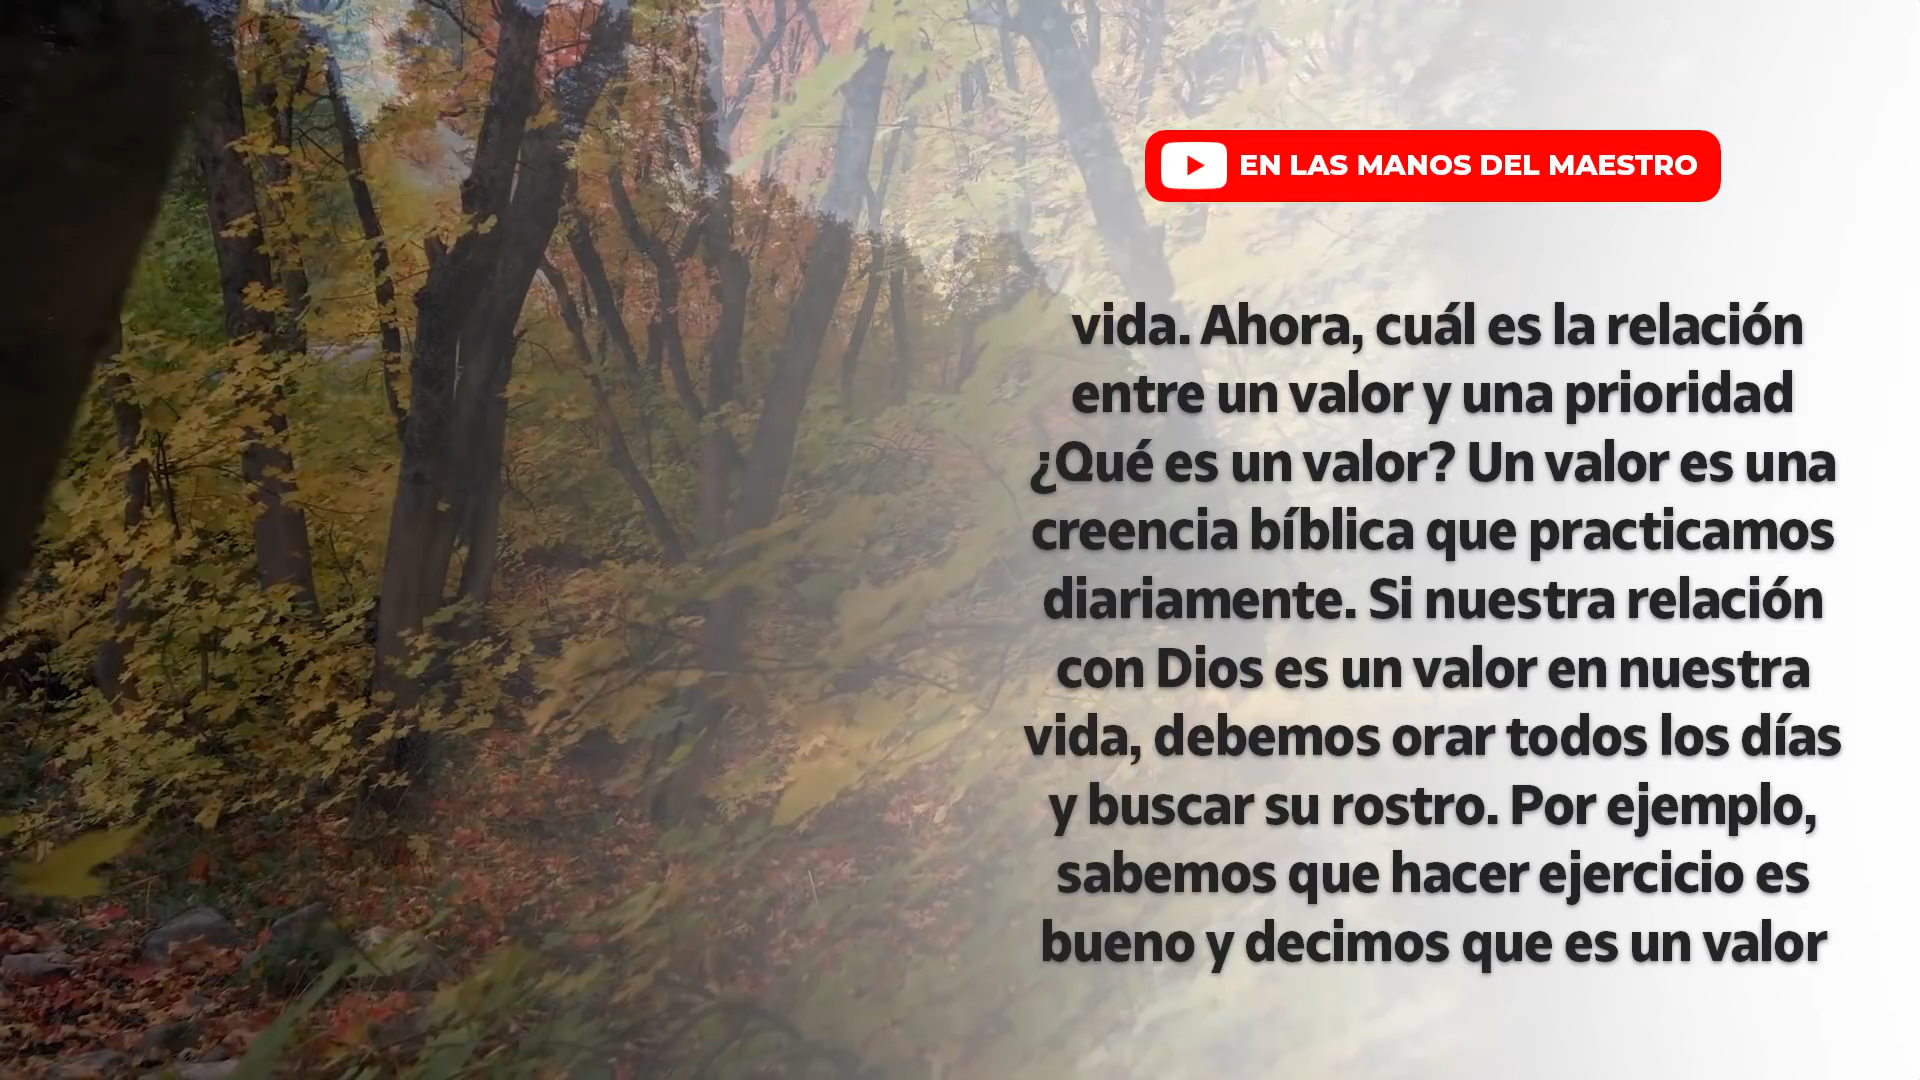 EN LAS MANOS DEL MAESTRO
vida. Ahora, cuál es la relación
entre un valor y una prioridad
¿Qué es un valor? Un valor es una
creencia bíblica que practicamos
diariamente. Si nuestra relación
con Dios es un valor en nuestra
vida, debemos orar todos los días
y buscar su rostro. Por ejemplo,
sabemos que hacer ejercicio es
bueno y decimos que es un valor